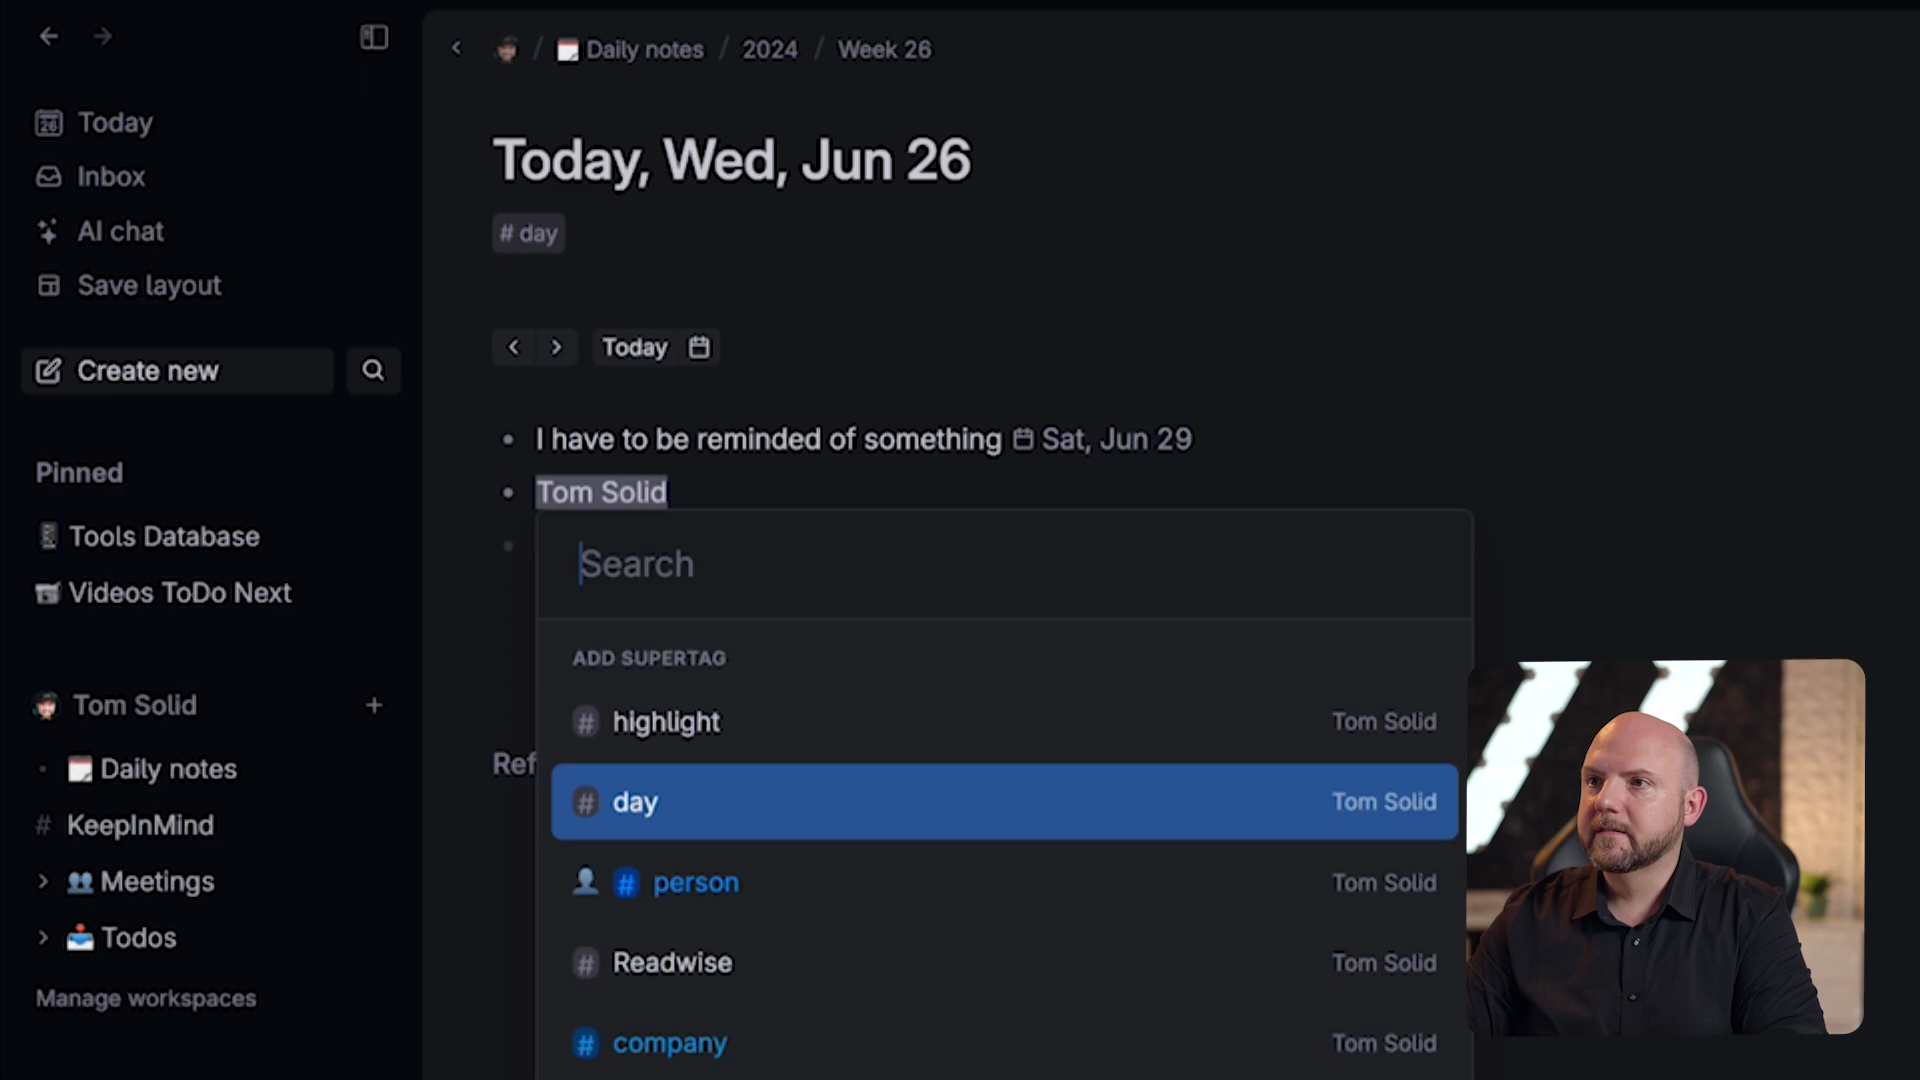 Today
Inbox
AI chat
Save layout
Create new
Pinned
Tools Database
Videos ToDo Next
Tom Solid
Daily notes
# KeepInMind
Meetings
Todos
Manage workspaces
/ Daily notes / 2024 / Week 26
Today, Wed, Jun 26
# day
Today
I have to be reminded of something Sat, Jun 29
Tom Solid
Search
ADD SUPERTAG
# highlight Tom Solid
Ref
# day Tom Solid
# person Tom Solid
# Readwise Tom Solid
# company Tom Solid